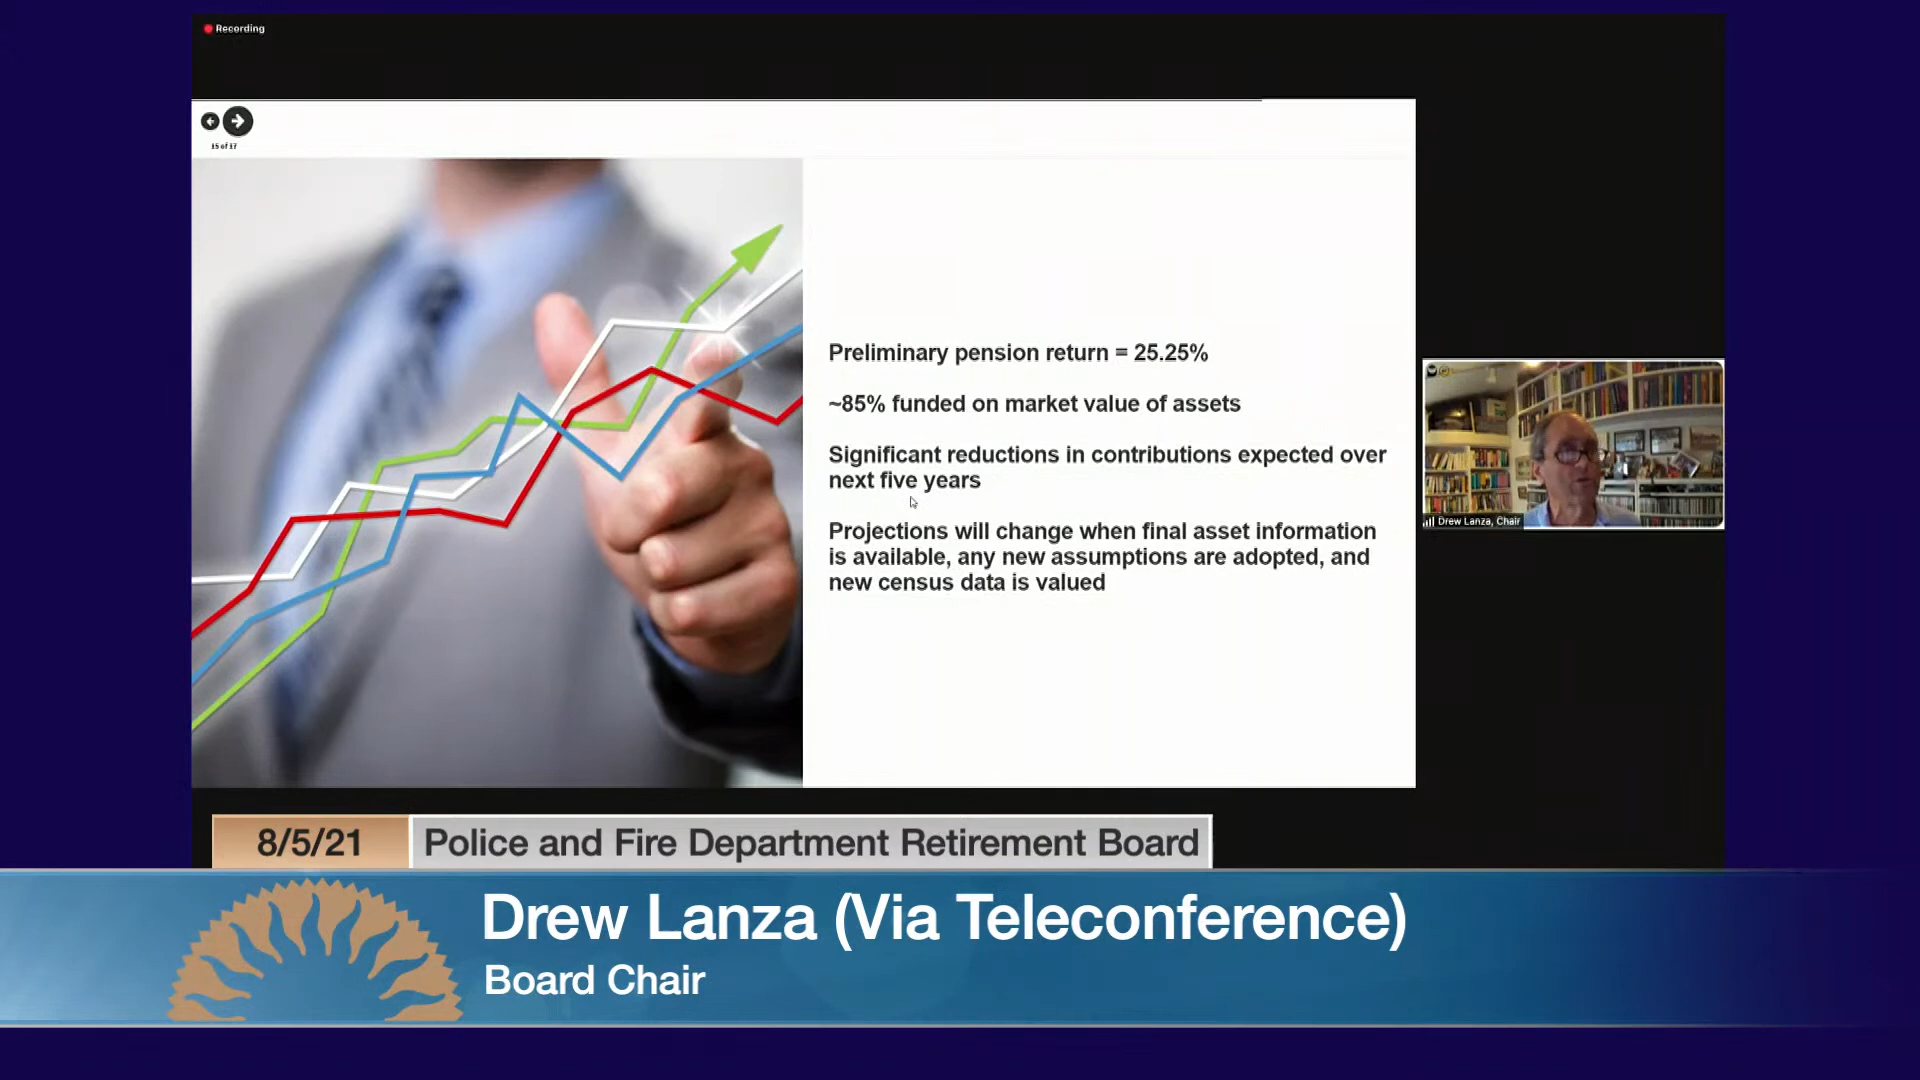 Recording
15 of 17
Preliminary pension return = 25.25%
~85% funded on market value of assets
Significant reductions in contributions expected over
next five years
Projections will change when final asset information
is available, any new assumptions are adopted, and
new census data is valued
Drew Lanza, Chair
8/5/21
Police and Fire Department Retirement Board
Drew Lanza (Via Teleconference)
Board Chair